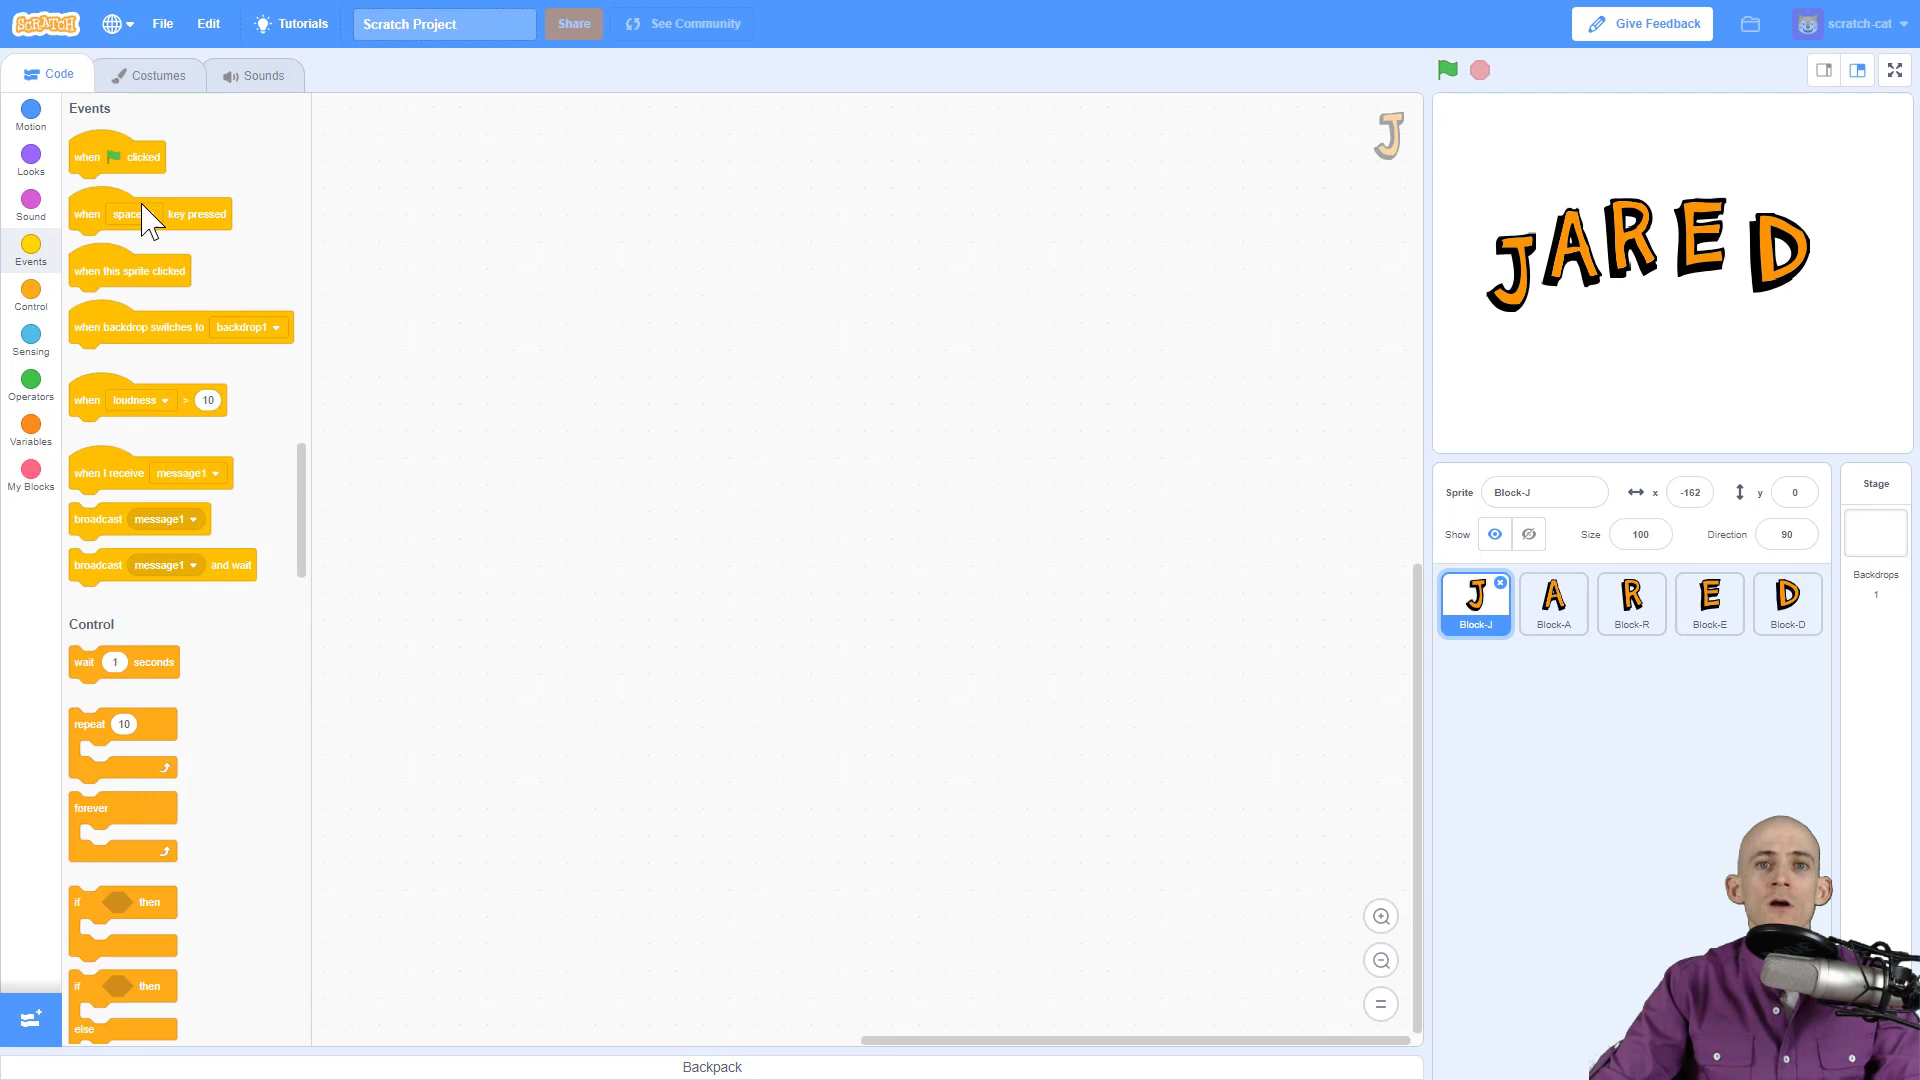 SCRATCH
File
Edit
Tutorials
Scratch Project
Share
See Community
Give Feedback
scratch-cat
Code
Costumes
Sounds
Motion
Looks
Sound
Events
Control
Sensing
Operators
Variables
My Blocks
Events
when clicked
when space key pressed
when this sprite clicked
when backdrop switches to backdrop1
when loudness > 10
when I receive message1
broadcast message1
broadcast message1 and wait
Control
wait 1 seconds
repeat 10
forever
if then
if then
else
J
JARED
Sprite Block-J x -162 y 0
Show Size 100 Direction 90
Stage
Backdrops
1
J A R E D
Block-J Block-A Block-R Block-E Block-D
Backpack